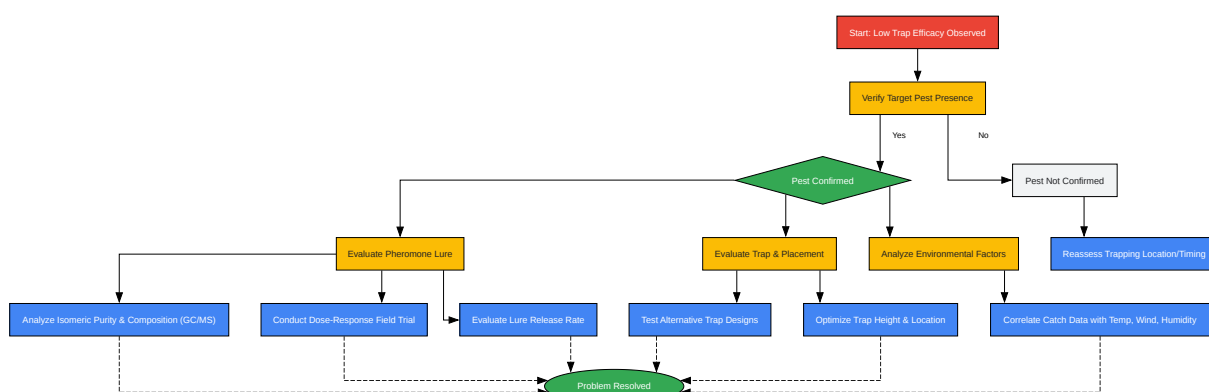 Start: Low Trap Efficacy Observed
Verify Target Pest Presence
Yes
No
Pest Confirmed
Pest Not Confirmed
Evaluate Pheromone Lure
Evaluate Trap & Placement
Analyze Environmental Factors
Reassess Trapping Location/Timing
Analyze Isomeric Purity & Composition (GC/MS)
Conduct Dose-Response Field Trial
Evaluate Lure Release Rate
Test Alternative Trap Designs
Optimize Trap Height & Location
Correlate Catch Data with Temp, Wind, Humidity
Problem Resolved